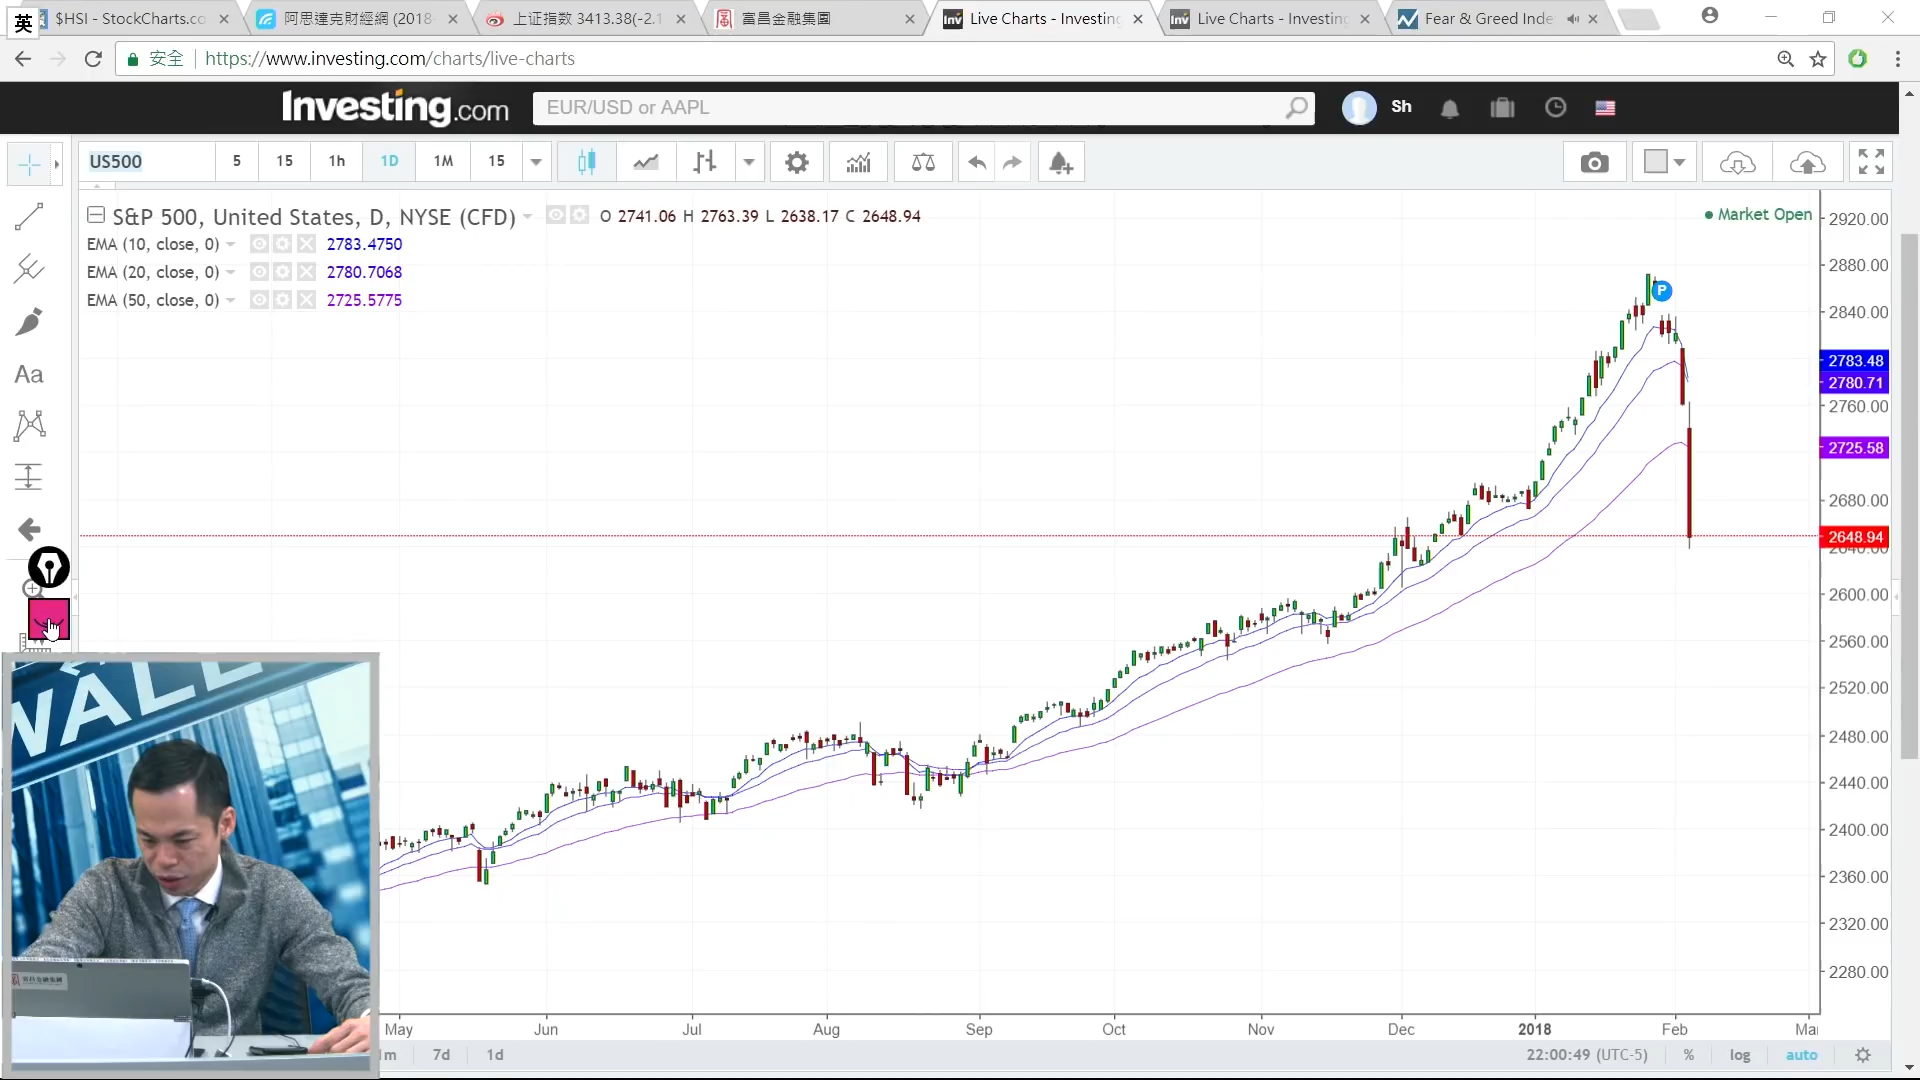 英
$HSI - StockCharts.co
阿思達克財經網 (2018-
上证指数 3413.38(-2.1
富昌金融集團
Live Charts - Investing
Live Charts - Investing
Fear & Greed Inde
安全
https://www.investing.com/charts/live-charts
Investing.com
EUR/USD or AAPL
Sh
US500
5
15
1h
1D
1M
15
S&P 500, United States, D, NYSE (CFD)
O 2741.06 H 2763.39 L 2638.17 C 2648.94
Market Open
EMA (10, close, 0)
2783.4750
EMA (20, close, 0)
2780.7068
EMA (50, close, 0)
2725.5775
Aa
P
2920.00
2880.00
2840.00
2783.48
2780.71
2760.00
2725.58
2680.00
2648.94
2640.00
2600.00
2560.00
2520.00
2480.00
2440.00
2400.00
2360.00
2320.00
2280.00
WALL
May
Jun
Jul
Aug
Sep
Oct
Nov
Dec
2018
Feb
Mar
1m
7d
1d
22:00:49 (UTC-5)
%
log
auto